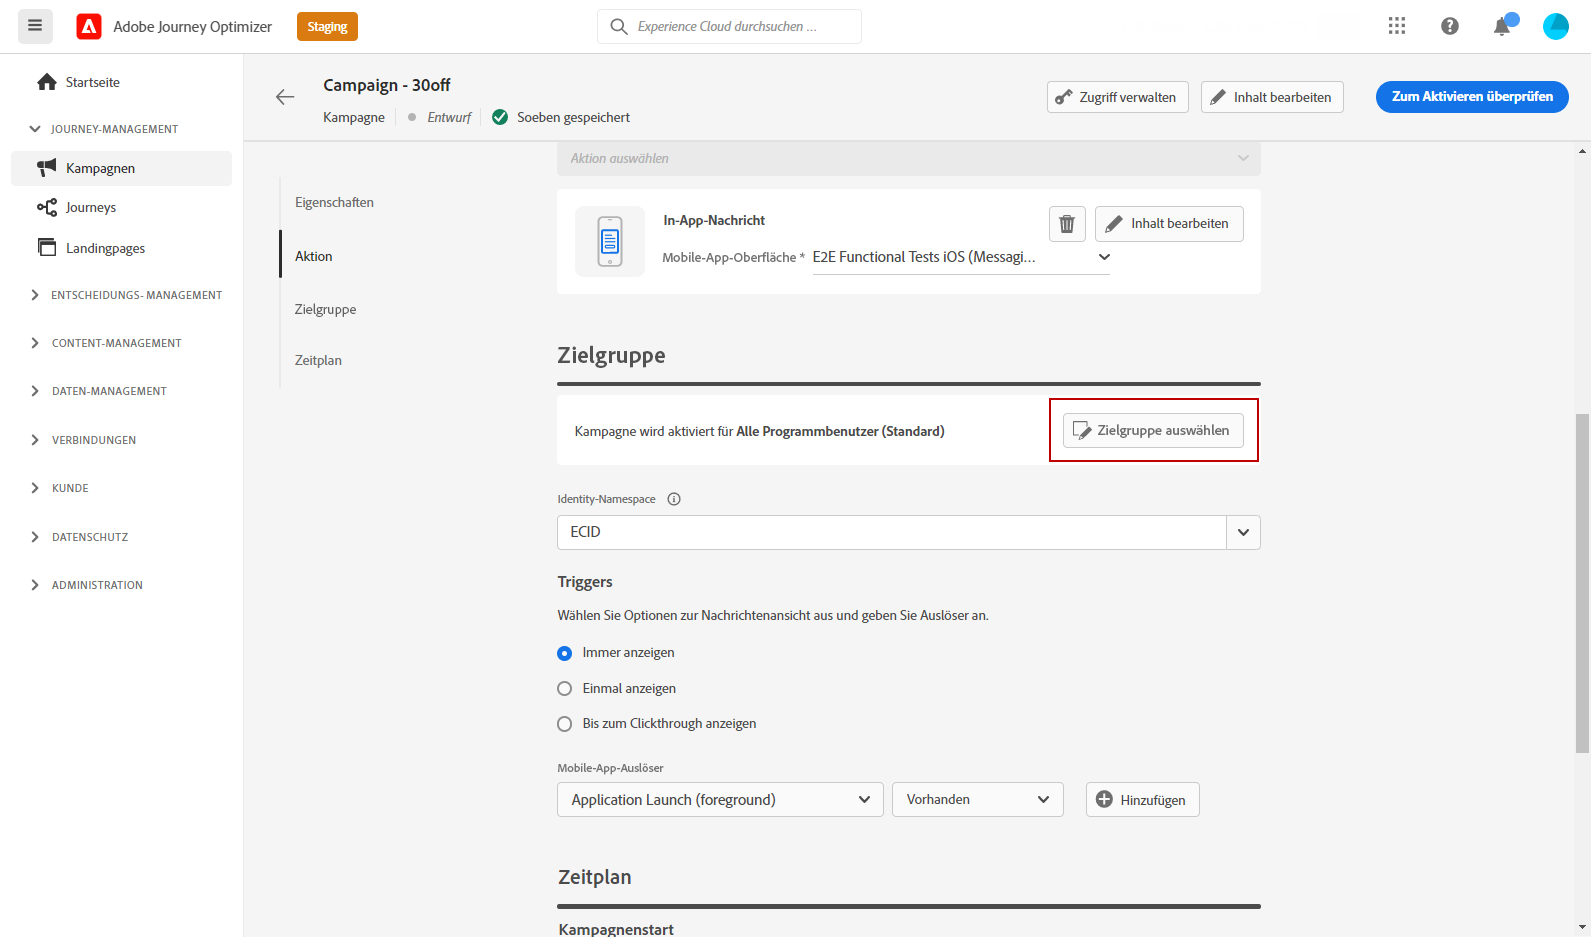 Adobe Journey Optimizer
Staging
Experience Cloud durchsuchen ...
Startseite
JOURNEY-MANAGEMENT
Kampagnen
Journeys
Landingpages
ENTSCHEIDUNGS- MANAGEMENT
CONTENT-MANAGEMENT
DATEN-MANAGEMENT
VERBINDUNGEN
KUNDE
DATENSCHUTZ
ADMINISTRATION
Campaign - 30off
Kampagne
Entwurf
Soeben gespeichert
Zugriff verwalten
Inhalt bearbeiten
Zum Aktivieren überprüfen
Eigenschaften
Aktion
Zielgruppe
Zeitplan
Aktion auswählen
In-App-Nachricht
Inhalt bearbeiten
Mobile-App-Oberfläche * E2E Functional Tests iOS (Messagi...
Zielgruppe
Kampagne wird aktiviert für Alle Programmbenutzer (Standard)
Zielgruppe auswählen
Identity-Namespace
ECID
Triggers
Wählen Sie Optionen zur Nachrichtenansicht aus und geben Sie Auslöser an.
Immer anzeigen
Einmal anzeigen
Bis zum Clickthrough anzeigen
Mobile-App-Auslöser
Application Launch (foreground)
Vorhanden
Hinzufügen
Zeitplan
Kampagnenstart